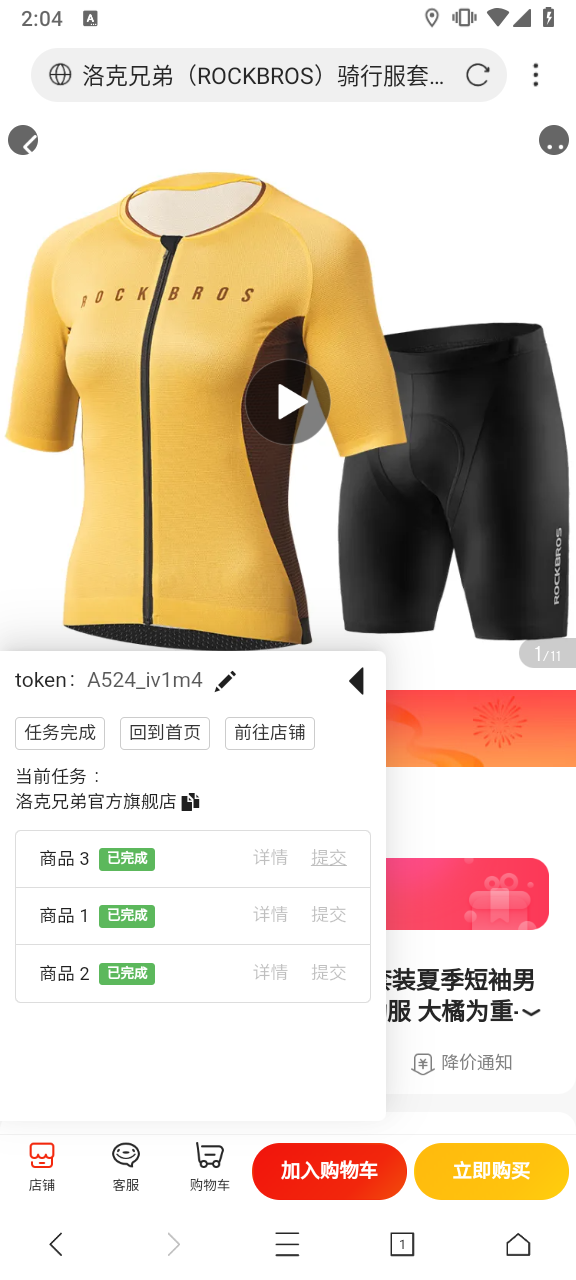 2:04
A
洛克兄弟（ROCKBROS）骑行服套...
ROCKBROS
ROCKBROS
1/11
token： A524_iv1m4
任务完成 回到首页 前往店铺
当前任务：
洛克兄弟官方旗舰店
商品 3 已完成 详情 提交
商品 1 已完成 详情 提交
商品 2 已完成 详情 提交
套装夏季短袖男
服 大橘为重·
降价通知
店铺 客服 购物车 加入购物车 立即购买
1